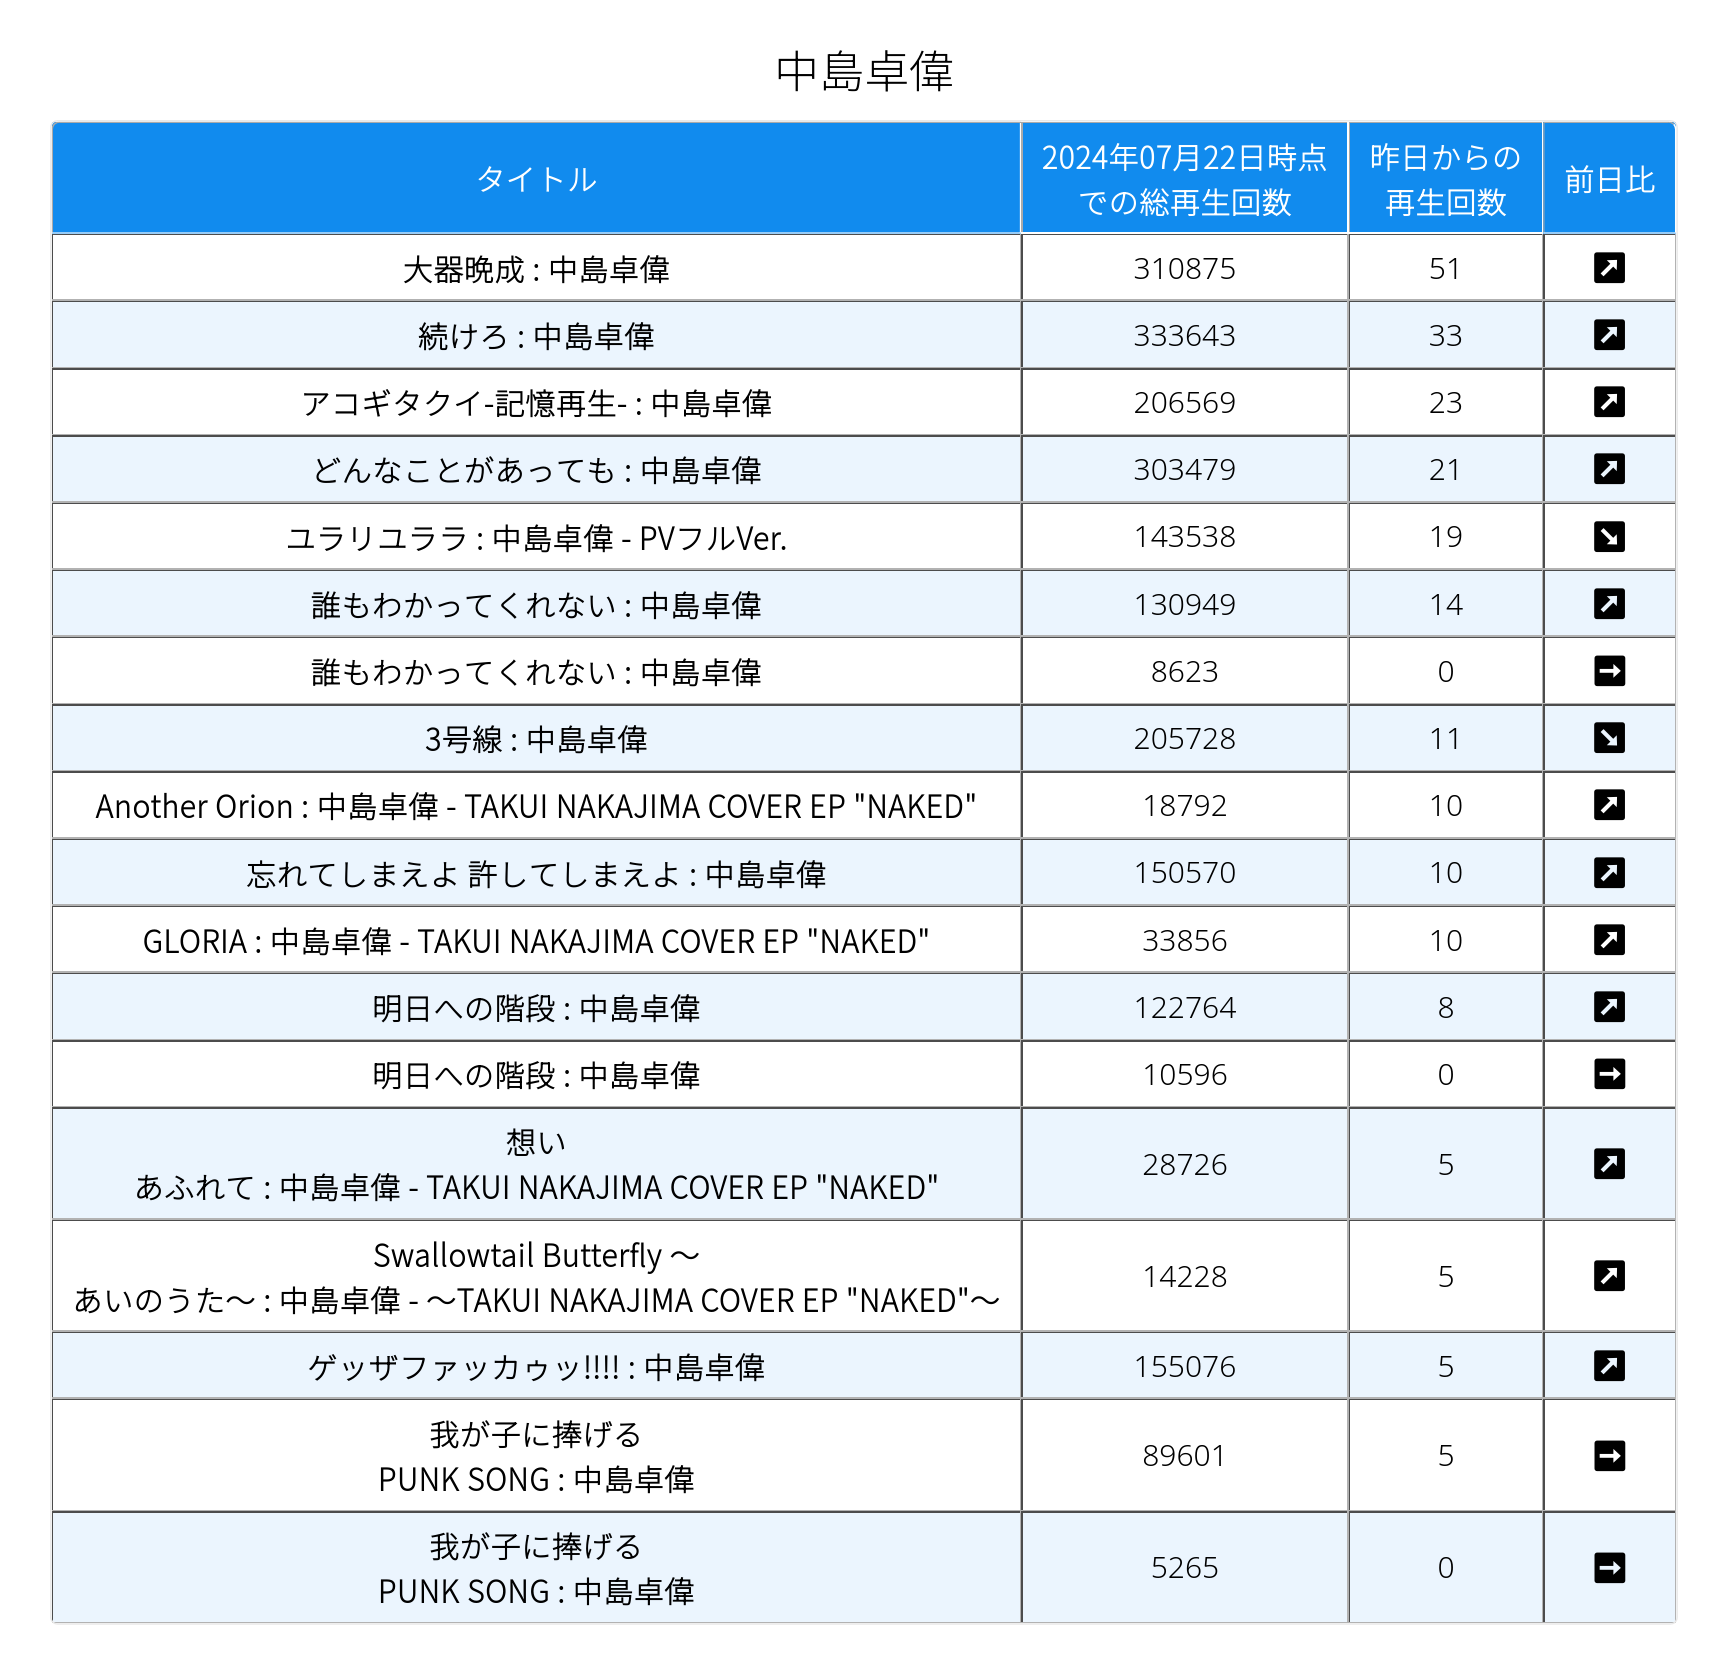 中島卓偉
タイトル
2024年07月22日時点
での総再生回数
昨日からの
再生回数
前日比
大器晩成 : 中島卓偉 310875 51 ↗
続けろ : 中島卓偉 333643 33 ↗
アコギタクイ-記憶再生- : 中島卓偉 206569 23 ↗
どんなことがあっても : 中島卓偉 303479 21 ↗
ユラリユララ : 中島卓偉 - PVフルVer. 143538 19 ↘
誰もわかってくれない : 中島卓偉 130949 14 ↗
誰もわかってくれない : 中島卓偉 8623 0 ➡
3号線 : 中島卓偉 205728 11 ↘
Another Orion : 中島卓偉 - TAKUI NAKAJIMA COVER EP "NAKED" 18792 10 ↗
忘れてしまえよ 許してしまえよ : 中島卓偉 150570 10 ↗
GLORIA : 中島卓偉 - TAKUI NAKAJIMA COVER EP "NAKED" 33856 10 ↗
明日への階段 : 中島卓偉 122764 8 ↗
明日への階段 : 中島卓偉 10596 0 ➡
想い
あふれて : 中島卓偉 - TAKUI NAKAJIMA COVER EP "NAKED" 28726 5 ↗
Swallowtail Butterfly ～
あいのうた～ : 中島卓偉 - ～TAKUI NAKAJIMA COVER EP "NAKED"～ 14228 5 ↗
ゲッザファッカゥッ!!!! : 中島卓偉 155076 5 ↗
我が子に捧げる
PUNK SONG : 中島卓偉 89601 5 ➡
我が子に捧げる
PUNK SONG : 中島卓偉 5265 0 ➡